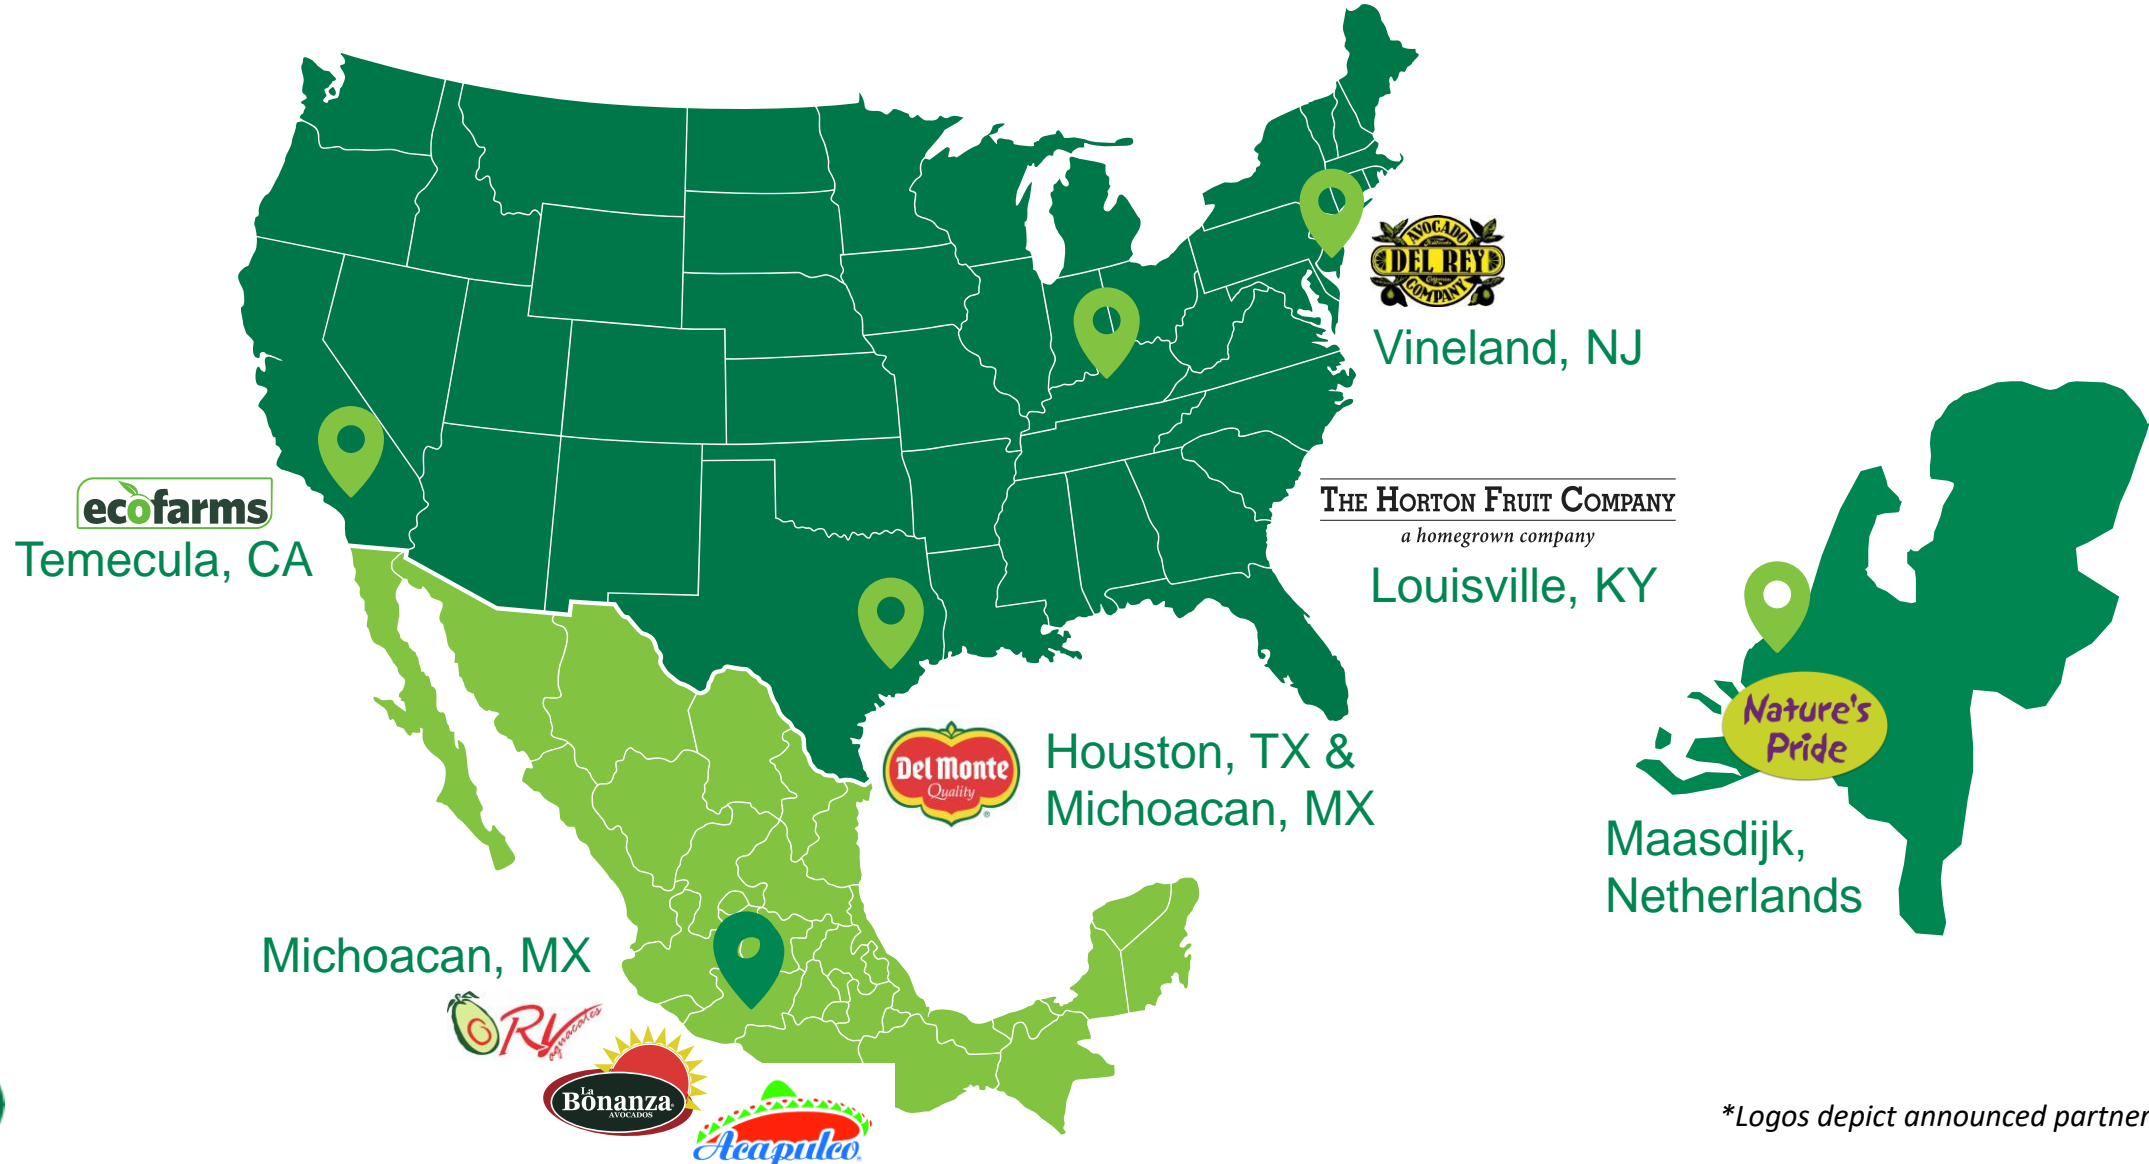 AVOCADO
DEL REY
California
COMPANY
Vineland, NJ
ecofarms
Temecula, CA
THE HORTON FRUIT COMPANY
a homegrown company
Louisville, KY
Del Monte
Quality
®
Houston, TX &
Michoacan, MX
Nature's
Pride
Maasdijk,
Netherlands
Michoacan, MX
RV
aguacates
La
Bonanza
AVOCADOS
Acapulco
*Logos depict announced partner